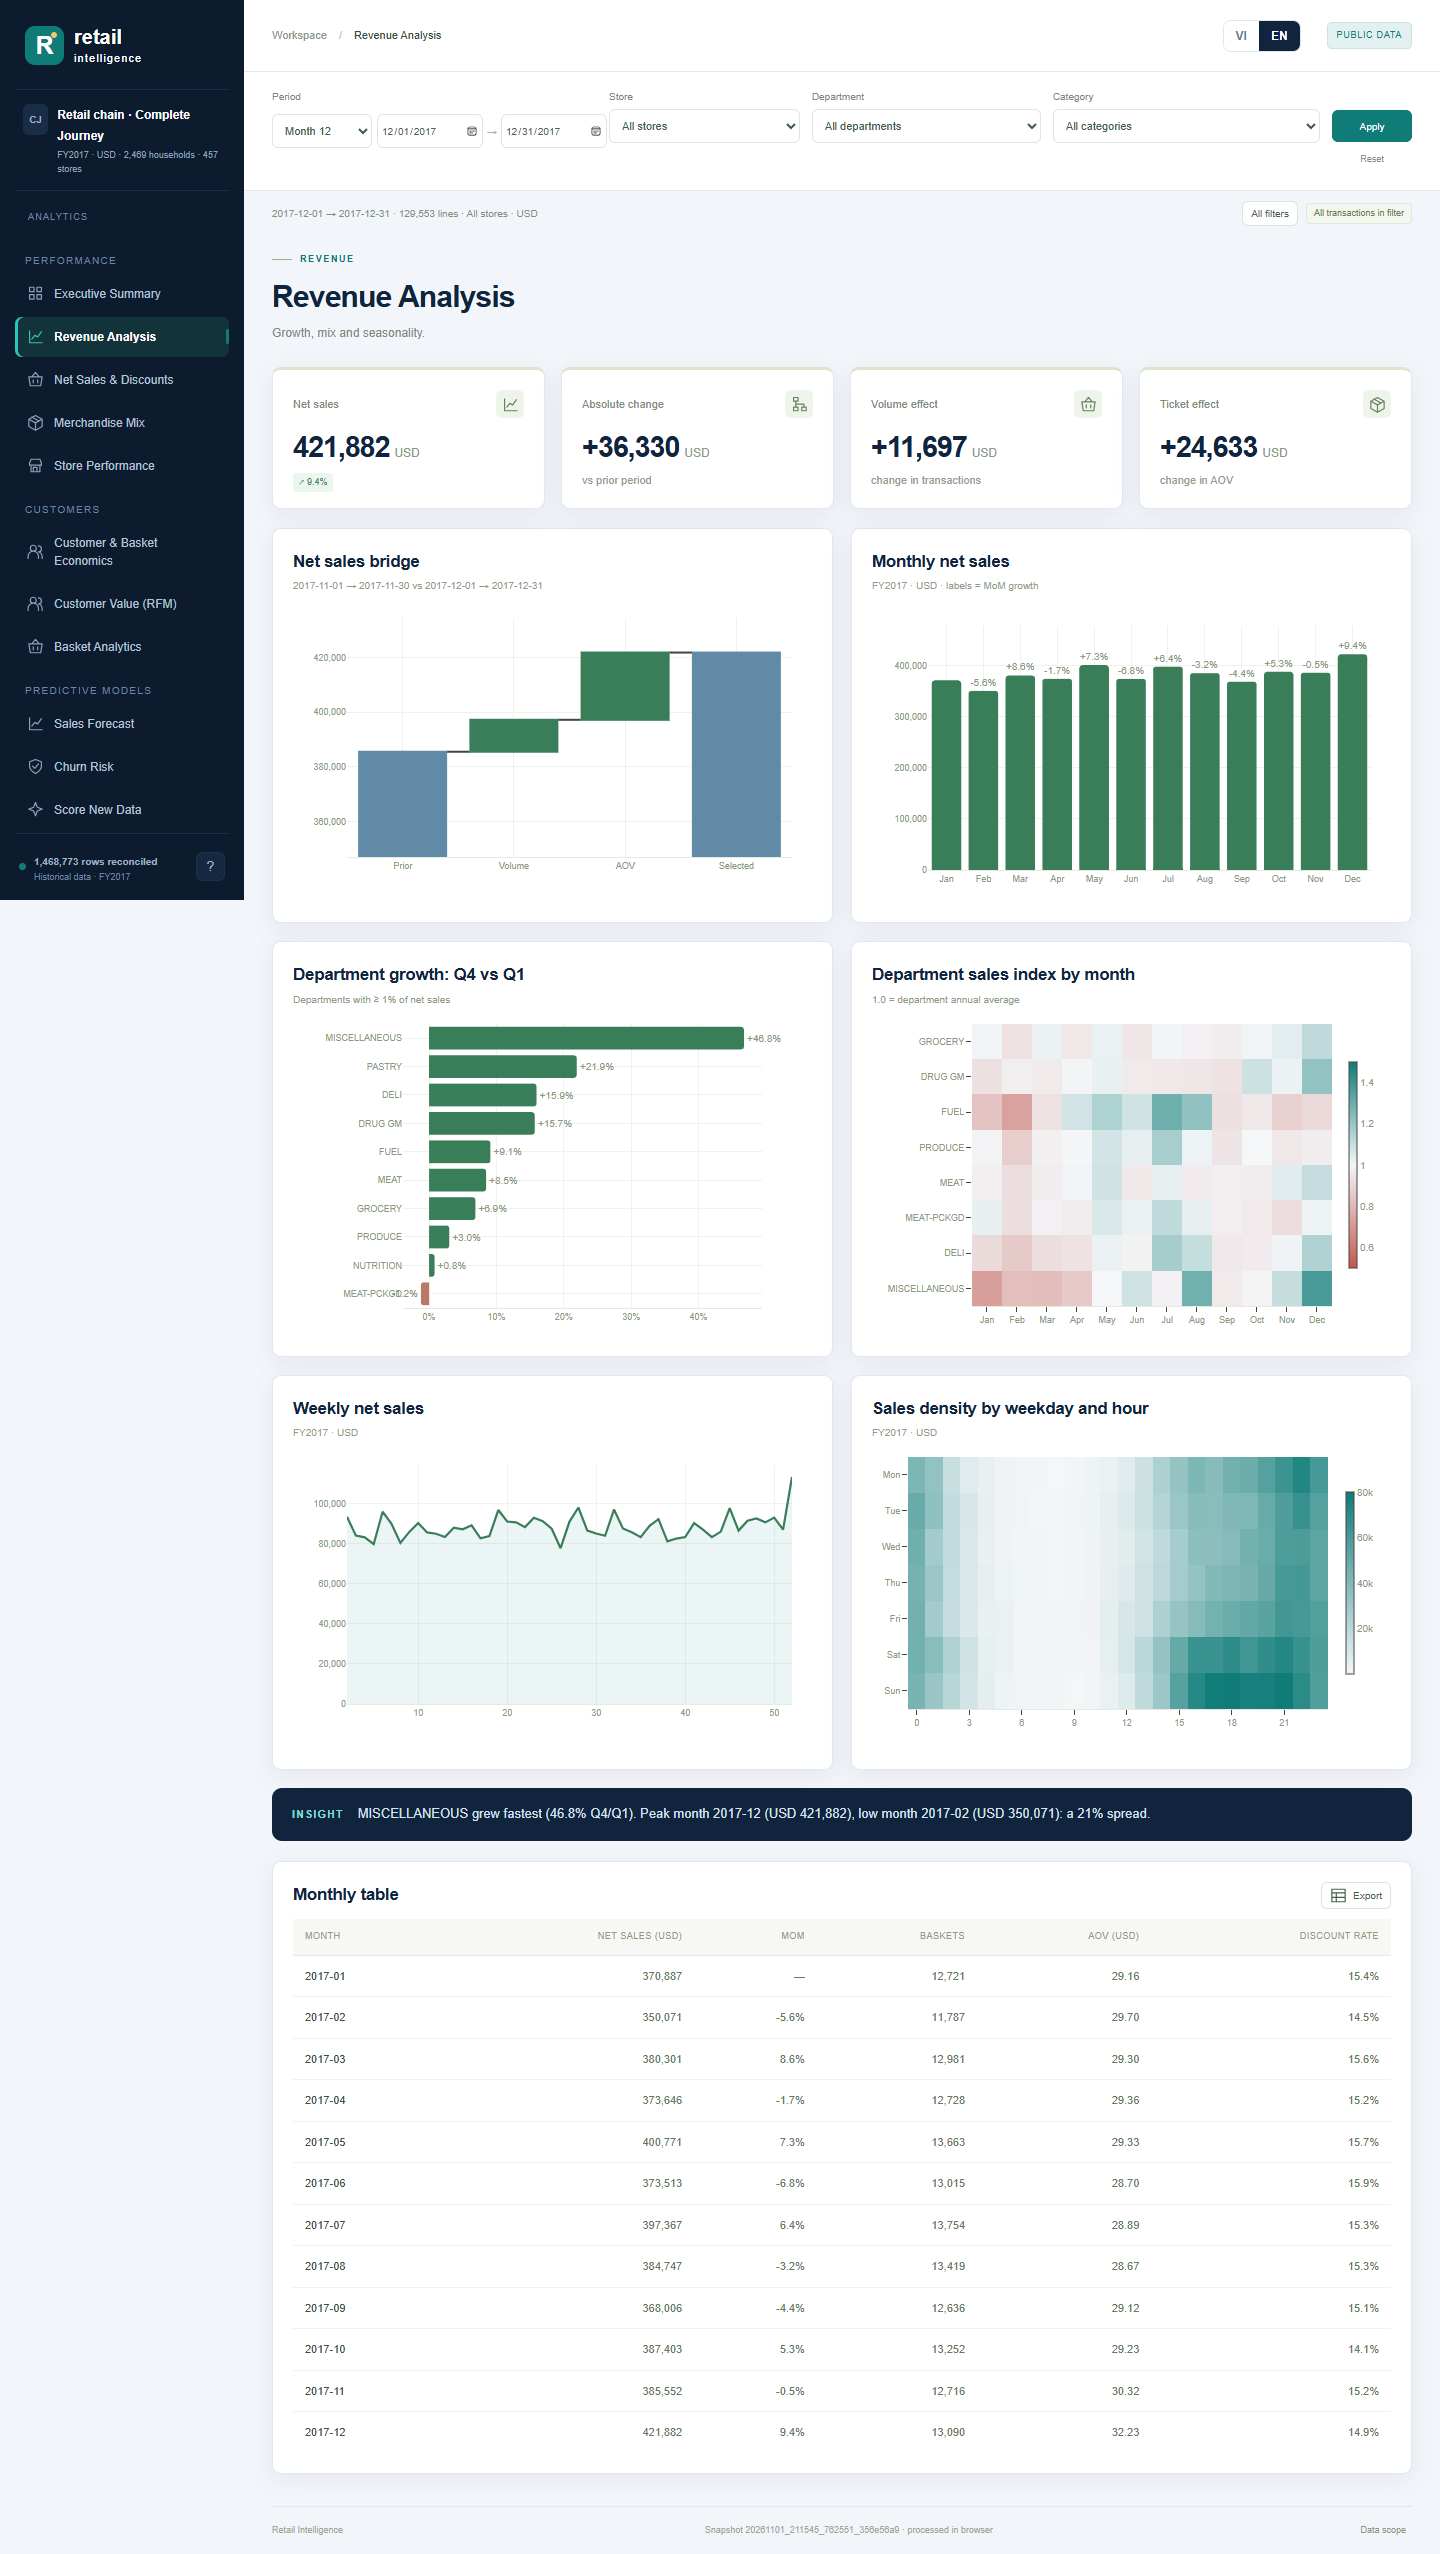 R
retail
intelligence
CJ
Retail chain · Complete
Journey
FY2017 · USD · 2,469 households · 457
stores
ANALYTICS
PERFORMANCE
Executive Summary
Revenue Analysis
Net Sales & Discounts
Merchandise Mix
Store Performance
CUSTOMERS
Customer & Basket
Economics
Customer Value (RFM)
Basket Analytics
PREDICTIVE MODELS
Sales Forecast
Churn Risk
Score New Data
1,468,773 rows reconciled
Historical data · FY2017
?
Workspace / Revenue Analysis
VI EN
PUBLIC DATA
Period Store Department Category
Month 12 12/01/2017 → 12/31/2017 All stores All departments All categories Apply
Reset
2017-12-01 → 2017-12-31 · 129,553 lines · All stores · USD
All filters All transactions in filter
REVENUE
Revenue Analysis
Growth, mix and seasonality.
Net sales
421,882 USD
↗ 9.4%
Absolute change
+36,330 USD
vs prior period
Volume effect
+11,697 USD
change in transactions
Ticket effect
+24,633 USD
change in AOV
Net sales bridge
2017-11-01 → 2017-11-30 vs 2017-12-01 → 2017-12-31
420,000
400,000
380,000
360,000
Prior Volume AOV Selected
Monthly net sales
FY2017 · USD · labels = MoM growth
-5.6% +8.6% -1.7% +7.3% -6.8% +6.4% -3.2% -4.4% +5.3% -0.5% +9.4%
400,000
300,000
200,000
100,000
0
Jan Feb Mar Apr May Jun Jul Aug Sep Oct Nov Dec
Department growth: Q4 vs Q1
Departments with ≥ 1% of net sales
MISCELLANEOUS +46.8%
PASTRY +21.9%
DELI +15.9%
DRUG GM +15.7%
FUEL +9.1%
MEAT +8.5%
GROCERY +6.9%
PRODUCE +3.0%
NUTRITION +0.8%
MEAT-PCKGD .2%
0% 10% 20% 30% 40%
Department sales index by month
1.0 = department annual average
GROCERY
DRUG GM
FUEL
PRODUCE
MEAT
MEAT-PCKGD
DELI
MISCELLANEOUS
Jan Feb Mar Apr May Jun Jul Aug Sep Oct Nov Dec
1.4
1.2
1
0.8
0.6
Weekly net sales
FY2017 · USD
100,000
80,000
60,000
40,000
20,000
0
10 20 30 40 50
Sales density by weekday and hour
FY2017 · USD
Mon
Tue
Wed
Thu
Fri
Sat
Sun
0 3 6 9 12 15 18 21
80k
60k
40k
20k
INSIGHT MISCELLANEOUS grew fastest (46.8% Q4/Q1). Peak month 2017-12 (USD 421,882), low month 2017-02 (USD 350,071): a 21% spread.
Monthly table
Export
MONTH NET SALES (USD) MOM BASKETS AOV (USD) DISCOUNT RATE
2017-01 370,887 — 12,721 29.16 15.4%
2017-02 350,071 -5.6% 11,787 29.70 14.5%
2017-03 380,301 8.6% 12,981 29.30 15.6%
2017-04 373,646 -1.7% 12,728 29.36 15.2%
2017-05 400,771 7.3% 13,663 29.33 15.7%
2017-06 373,513 -6.8% 13,015 28.70 15.9%
2017-07 397,367 6.4% 13,754 28.89 15.3%
2017-08 384,747 -3.2% 13,419 28.67 15.3%
2017-09 368,006 -4.4% 12,636 29.12 15.1%
2017-10 387,403 5.3% 13,252 29.23 14.1%
2017-11 385,552 -0.5% 12,716 30.32 15.2%
2017-12 421,882 9.4% 13,090 32.23 14.9%
Retail Intelligence
Snapshot 20261101_211545_762551_356e56a9 · processed in browser
Data scope